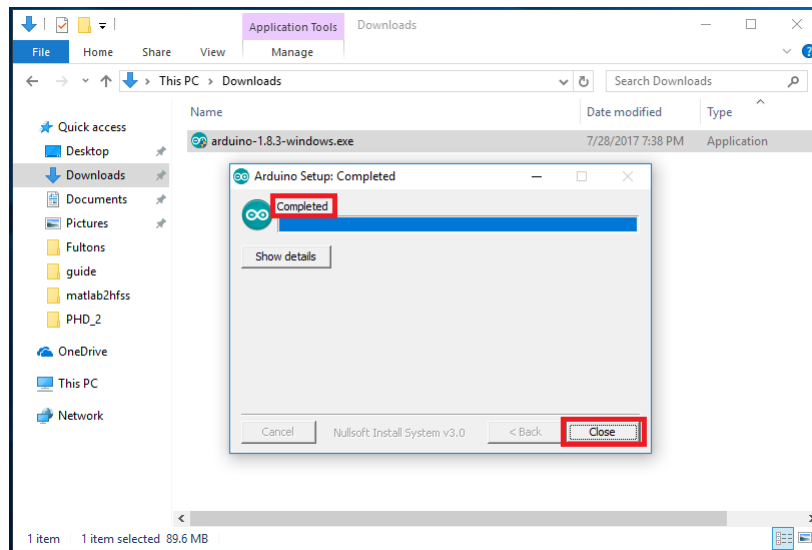 Application Tools Downloads
File Home Share View Manage
This PC > Downloads Search Downloads
Name Date modified Type
Quick access
Desktop
Downloads
Documents
Pictures
Fultons
guide
matlab2hfss
PHD_2
OneDrive
This PC
Network
arduino-1.8.3-windows.exe 7/28/2017 7:38 PM Application
Arduino Setup: Completed
Completed
Show details
Cancel Nullsoft Install System v3.0 < Back Close
1 item 1 item selected 89.6 MB